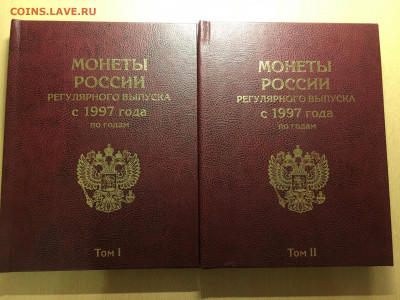 COINS.LAVE.RU
МОНЕТЫ
РОССИИ
РЕГУЛЯРНОГО ВЫПУСКА
с 1997 года
по годам
Том I
МОНЕТЫ
РОССИИ
РЕГУЛЯРНОГО ВЫПУСКА
с 1997 года
по годам
Том II